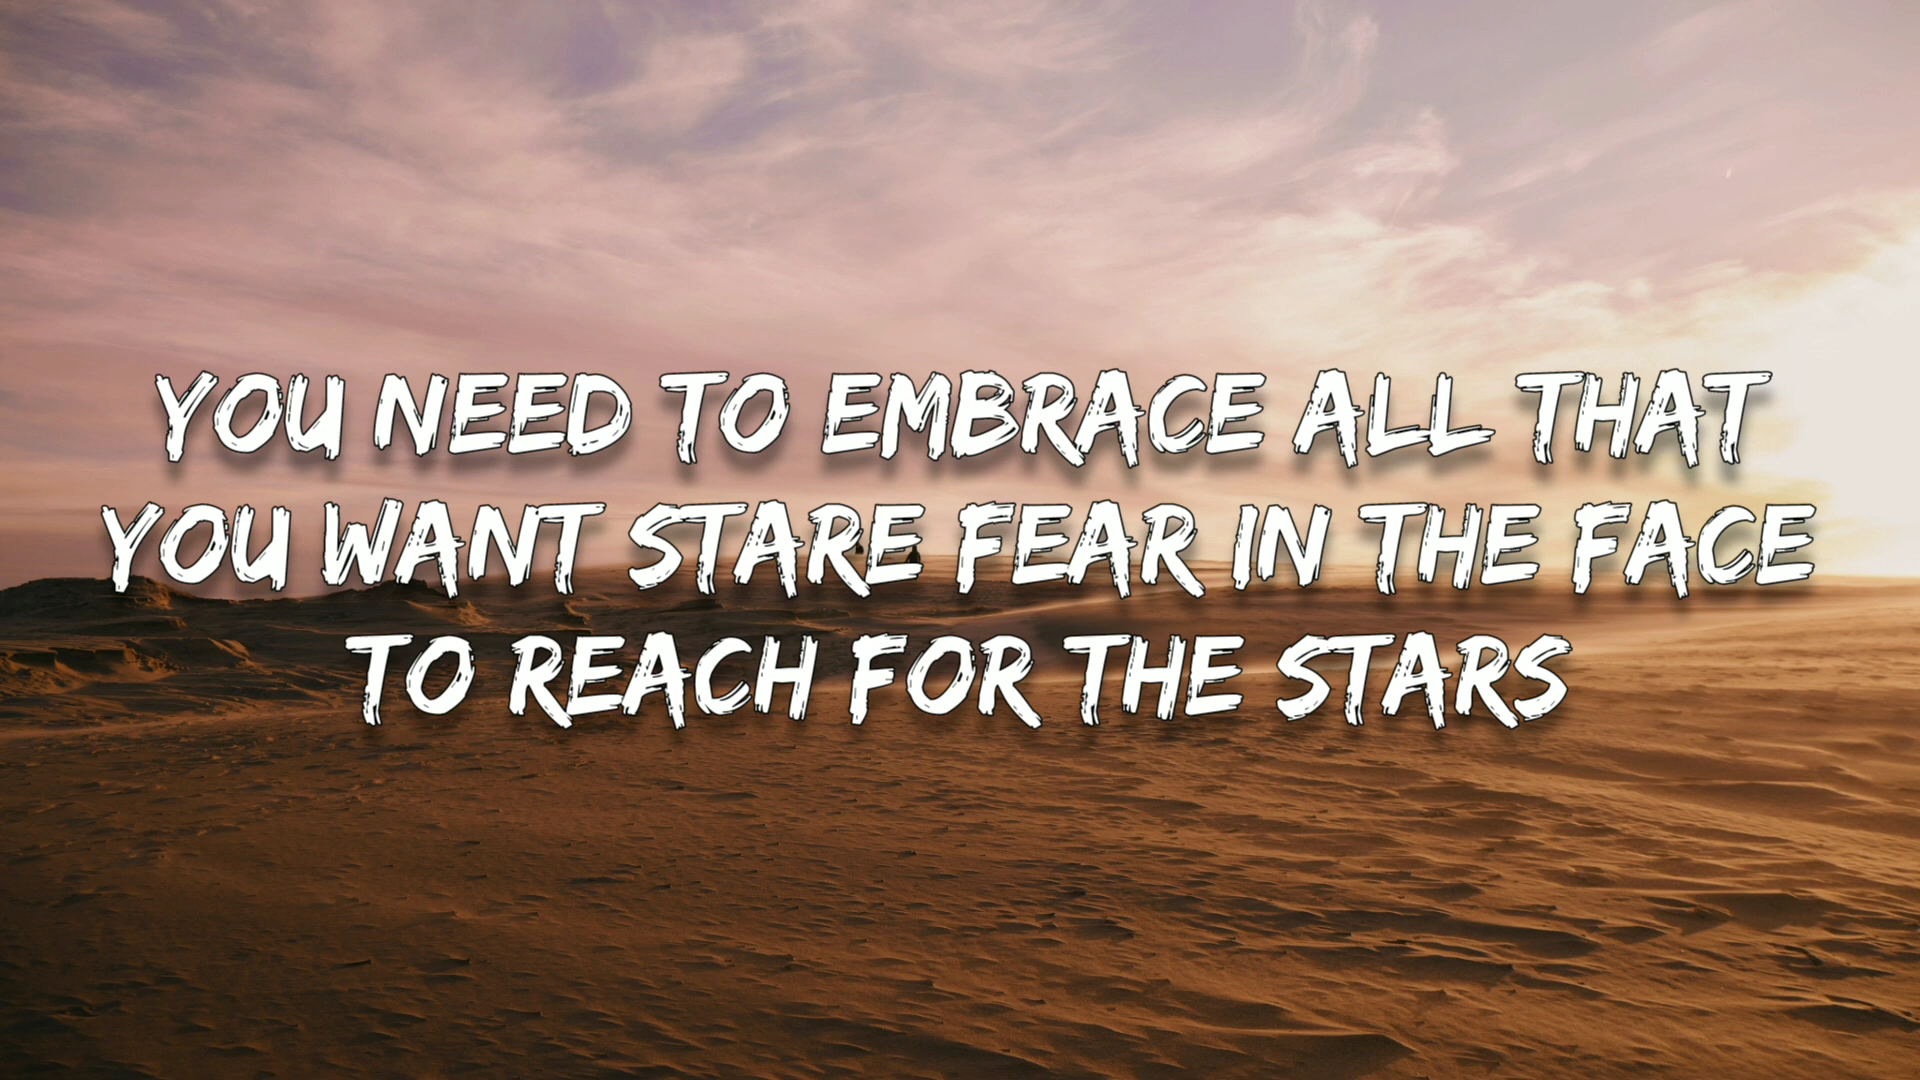 YOU NEED TO EMBRACE ALL THAT
YOU WANT STARE FEAR IN THE FACE
TO REACH FOR THE STARS